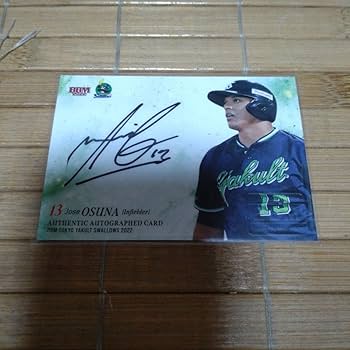 BBM
Yakult
13
13 Jose OSUNA (Infielder)
AUTHENTIC AUTOGRAPHED CARD
BBM TOKYO YAKULT SWALLOWS 2022